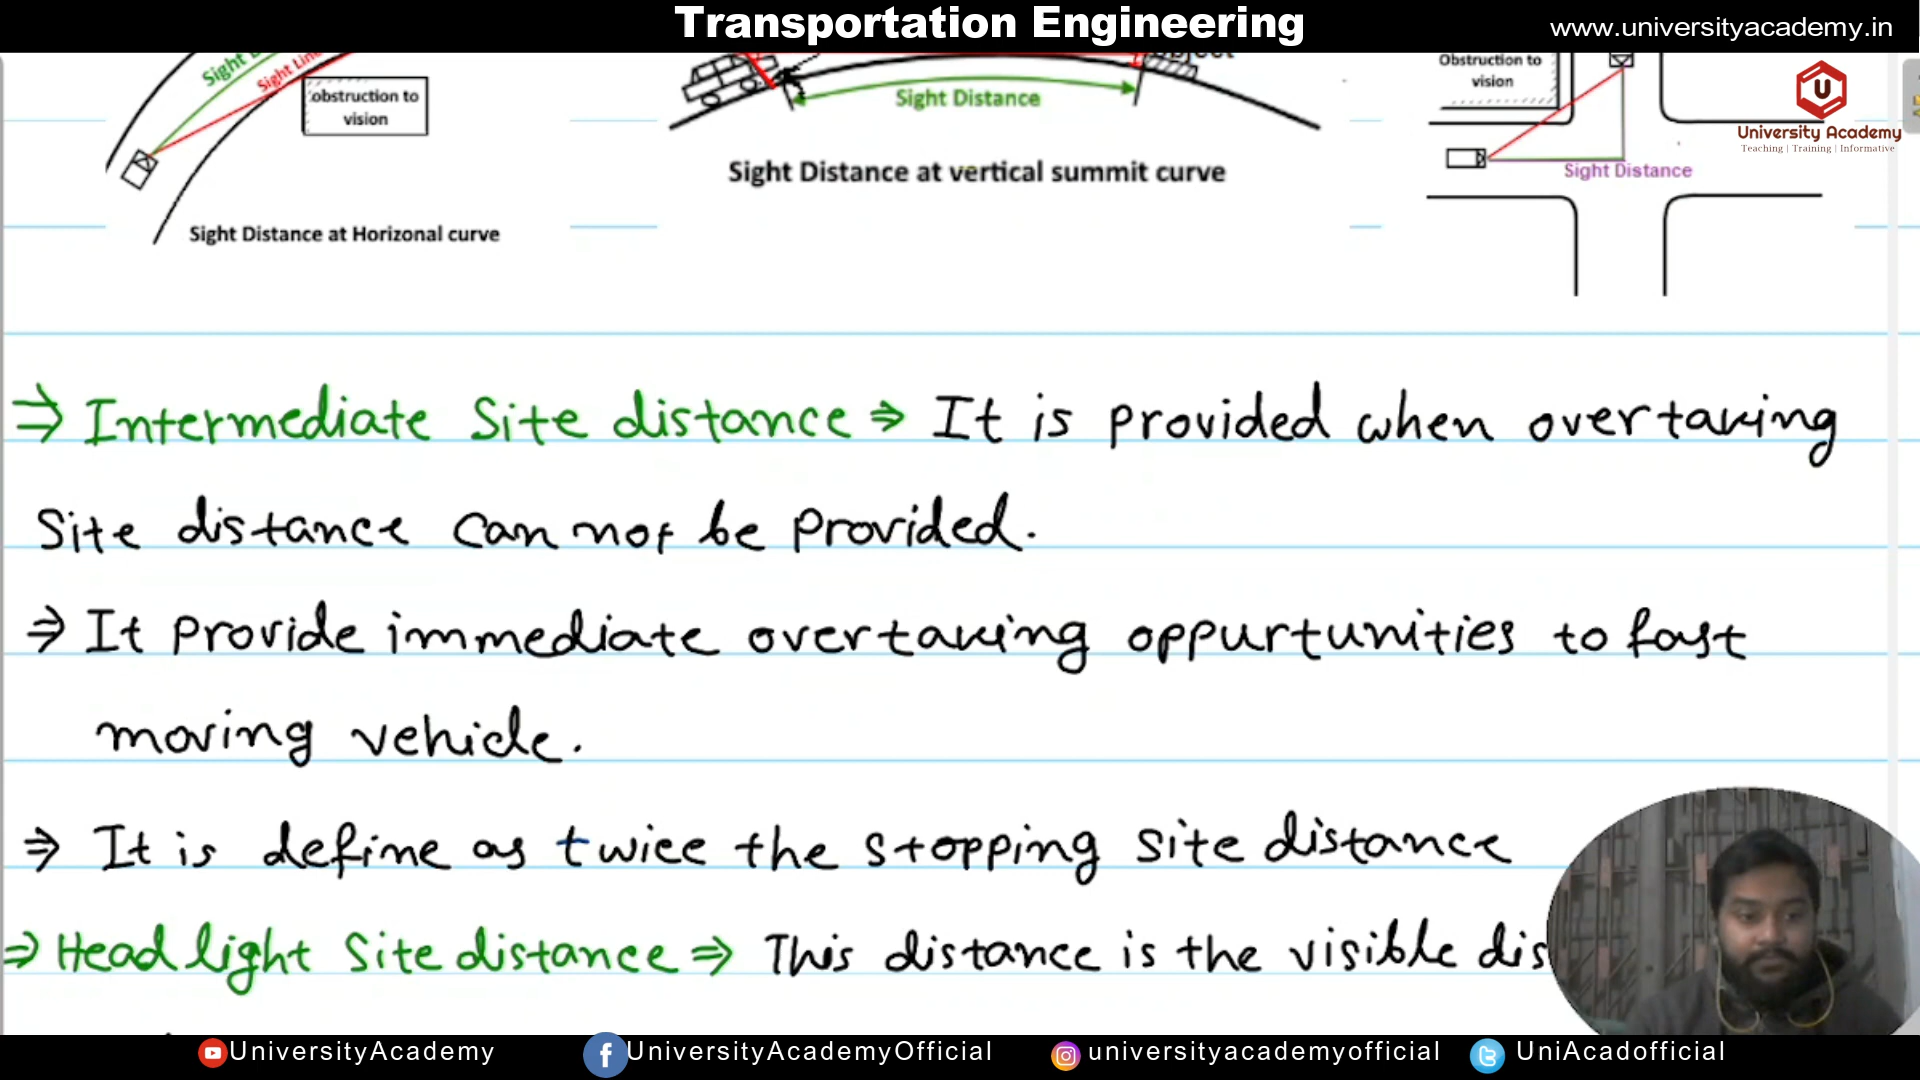 Transportation Engineering
www.universityacademy.in
Sight
Sight Line
obstruction to
vision
Sight Distance at Horizonal curve
Sight Distance
Sight Distance at vertical summit curve
Obstruction to
vision
Sight Distance
U
University Academy
Teaching | Training | Informative
⇒ Intermediate Site distance ⇒ It is provided when overtaking
Site distance can not be provided.
⇒ It provide immediate overtaking oppurtunities to fast
moving vehicle.
⇒ It is define as twice the stopping site distance
⇒ Head light Site distance ⇒ This distance is the visible dis
UniversityAcademy
UniversityAcademyOfficial
universityacademyofficial
UniAcadofficial